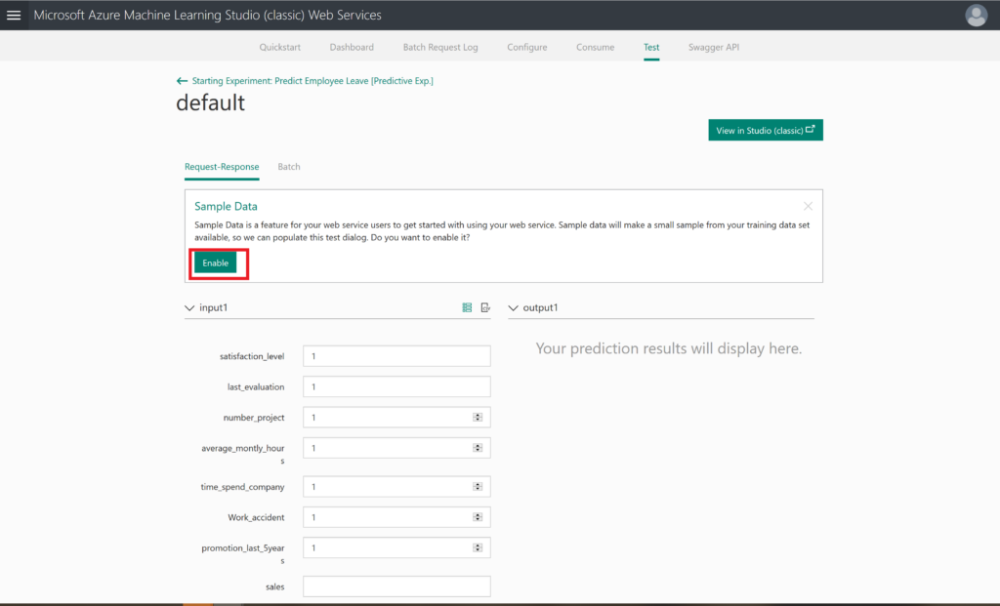 Microsoft Azure Machine Learning Studio (classic) Web Services
Quickstart Dashboard Batch Request Log Configure Consume Test Swagger API
← Starting Experiment: Predict Employee Leave [Predictive Exp.]
default
View in Studio (classic)
Request-Response Batch
Sample Data
Sample Data is a feature for your web service users to get started with using your web service. Sample data will make a small sample from your training data set
available, so we can populate this test dialog. Do you want to enable it?
Enable
input1
output1
Your prediction results will display here.
satisfaction_level 1
last_evaluation 1
number_project 1
average_montly_hour
s 1
time_spend_company 1
Work_accident 1
promotion_last_5year
s 1
sales